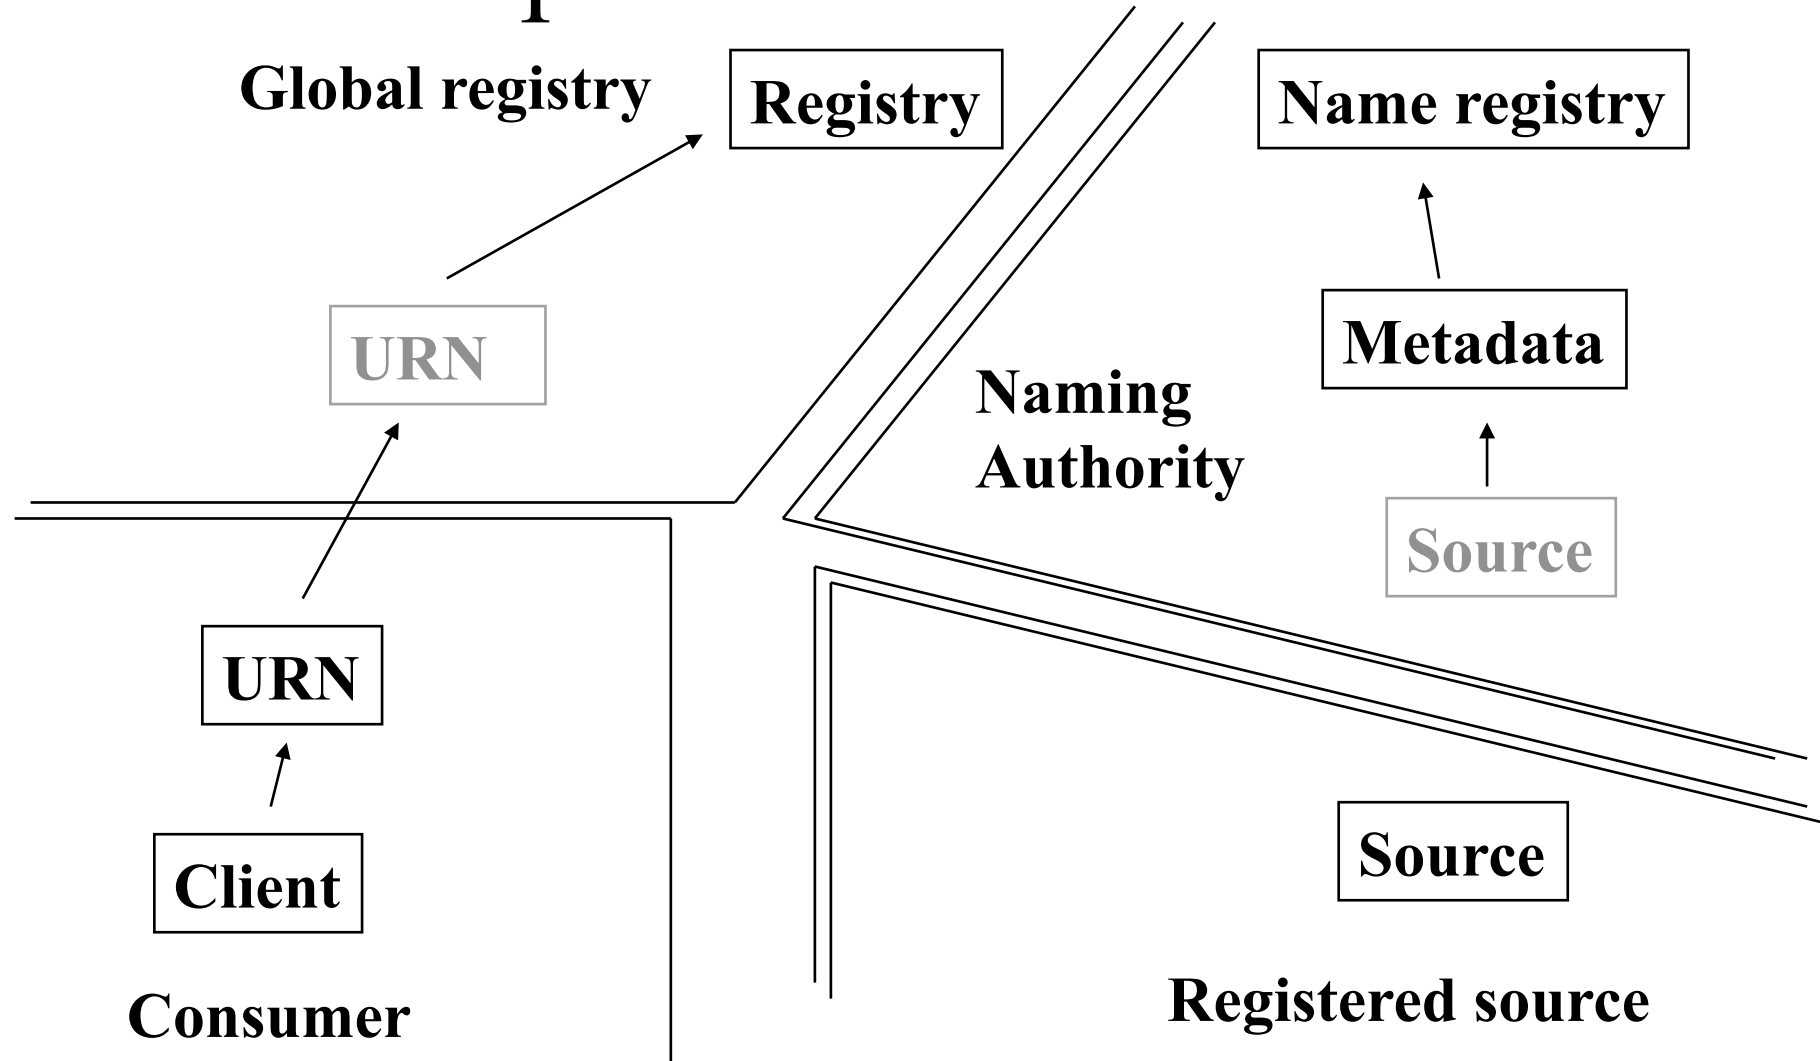 Global registry
Registry
Name registry
URN
Metadata
Naming
Authority
Source
URN
Client
Source
Consumer
Registered source